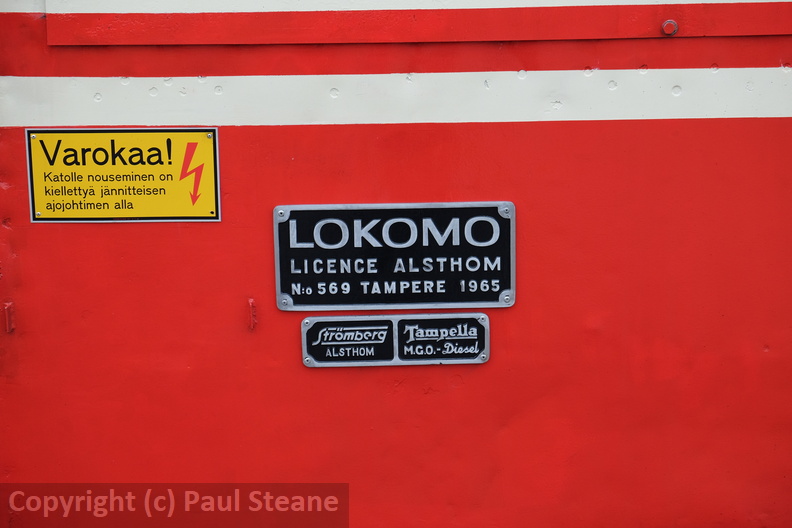 Varokaa!
Katolle nouseminen on
kiellettyä jännitteisen
ajojohtimen alla
LOKOMO
LICENCE ALSTHOM
N:o 569 TAMPERE 1965
Strömberg
ALSTHOM
Tampella
M.G.O.-Diesel
Copyright (c) Paul Steane